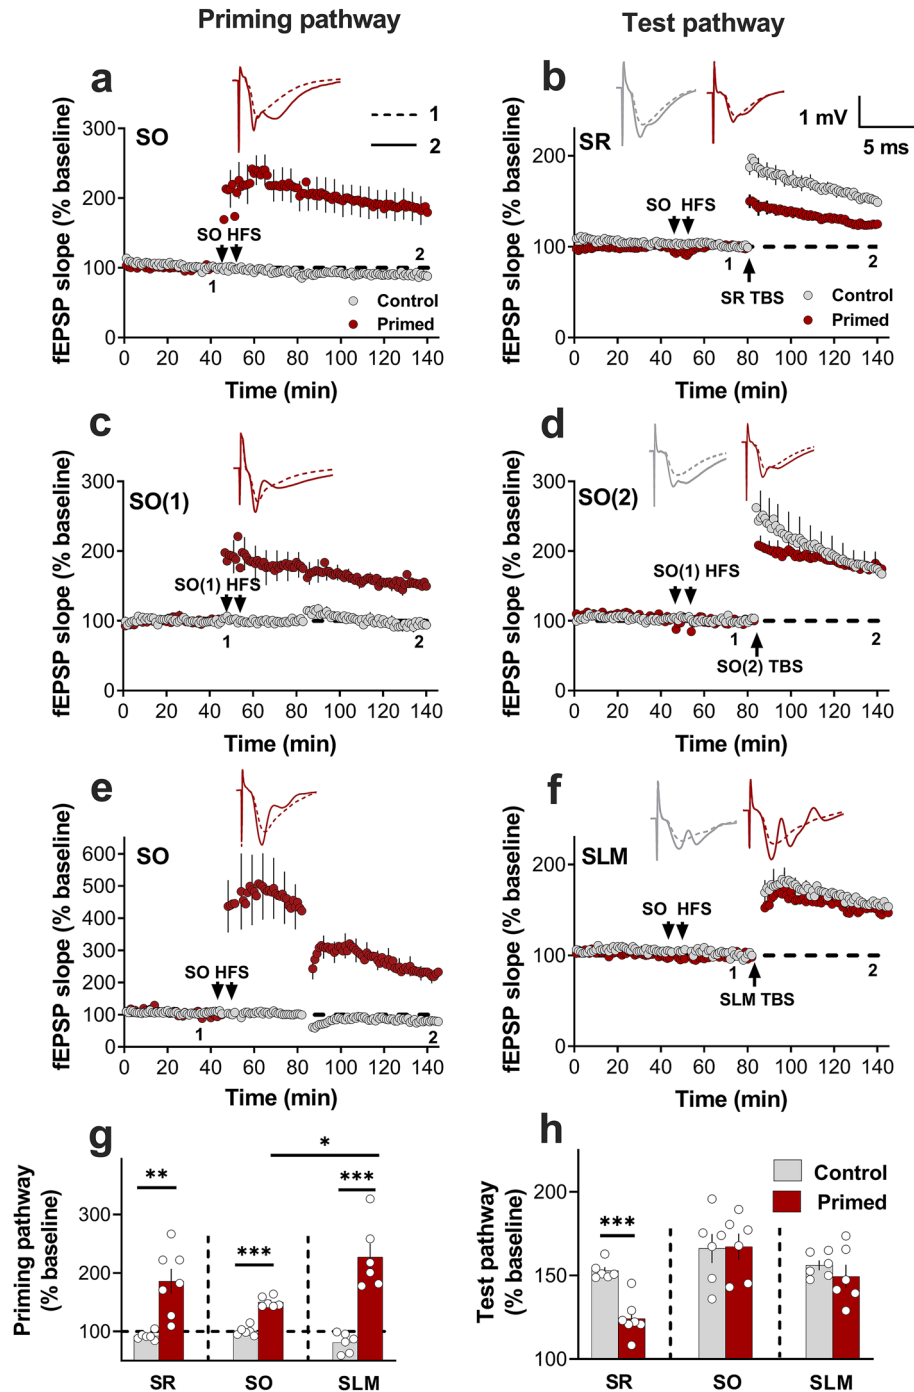 Priming pathway
Test pathway
a
SO
1
2
fEPSP slope (% baseline)
300
200
100
0
SO HFS
1
2
Control
Primed
0 20 40 60 80 100 120 140
Time (min)
b
SR
1 mV
5 ms
fEPSP slope (% baseline)
200
100
0
SO HFS
1
2
SR TBS
Control
Primed
0 20 40 60 80 100 120 140
Time (min)
c
SO(1)
fEPSP slope (% baseline)
300
200
100
0
SO(1) HFS
1
2
0 20 40 60 80 100 120 140
Time (min)
d
SO(2)
fEPSP slope (% baseline)
300
200
100
0
SO(1) HFS
1
2
SO(2) TBS
0 20 40 60 80 100 120 140
Time (min)
e
SO
fEPSP slope (% baseline)
600
500
400
300
200
100
0
SO HFS
1
2
0 20 40 60 80 100 120 140
Time (min)
f
SLM
fEPSP slope (% baseline)
200
100
0
SO HFS
1
2
SLM TBS
0 20 40 60 80 100 120 140
Time (min)
g
Priming pathway
(% baseline)
300
200
100
**
***
*
***
SR SO SLM
h
Test pathway
(% baseline)
200
150
100
***
Control
Primed
SR SO SLM